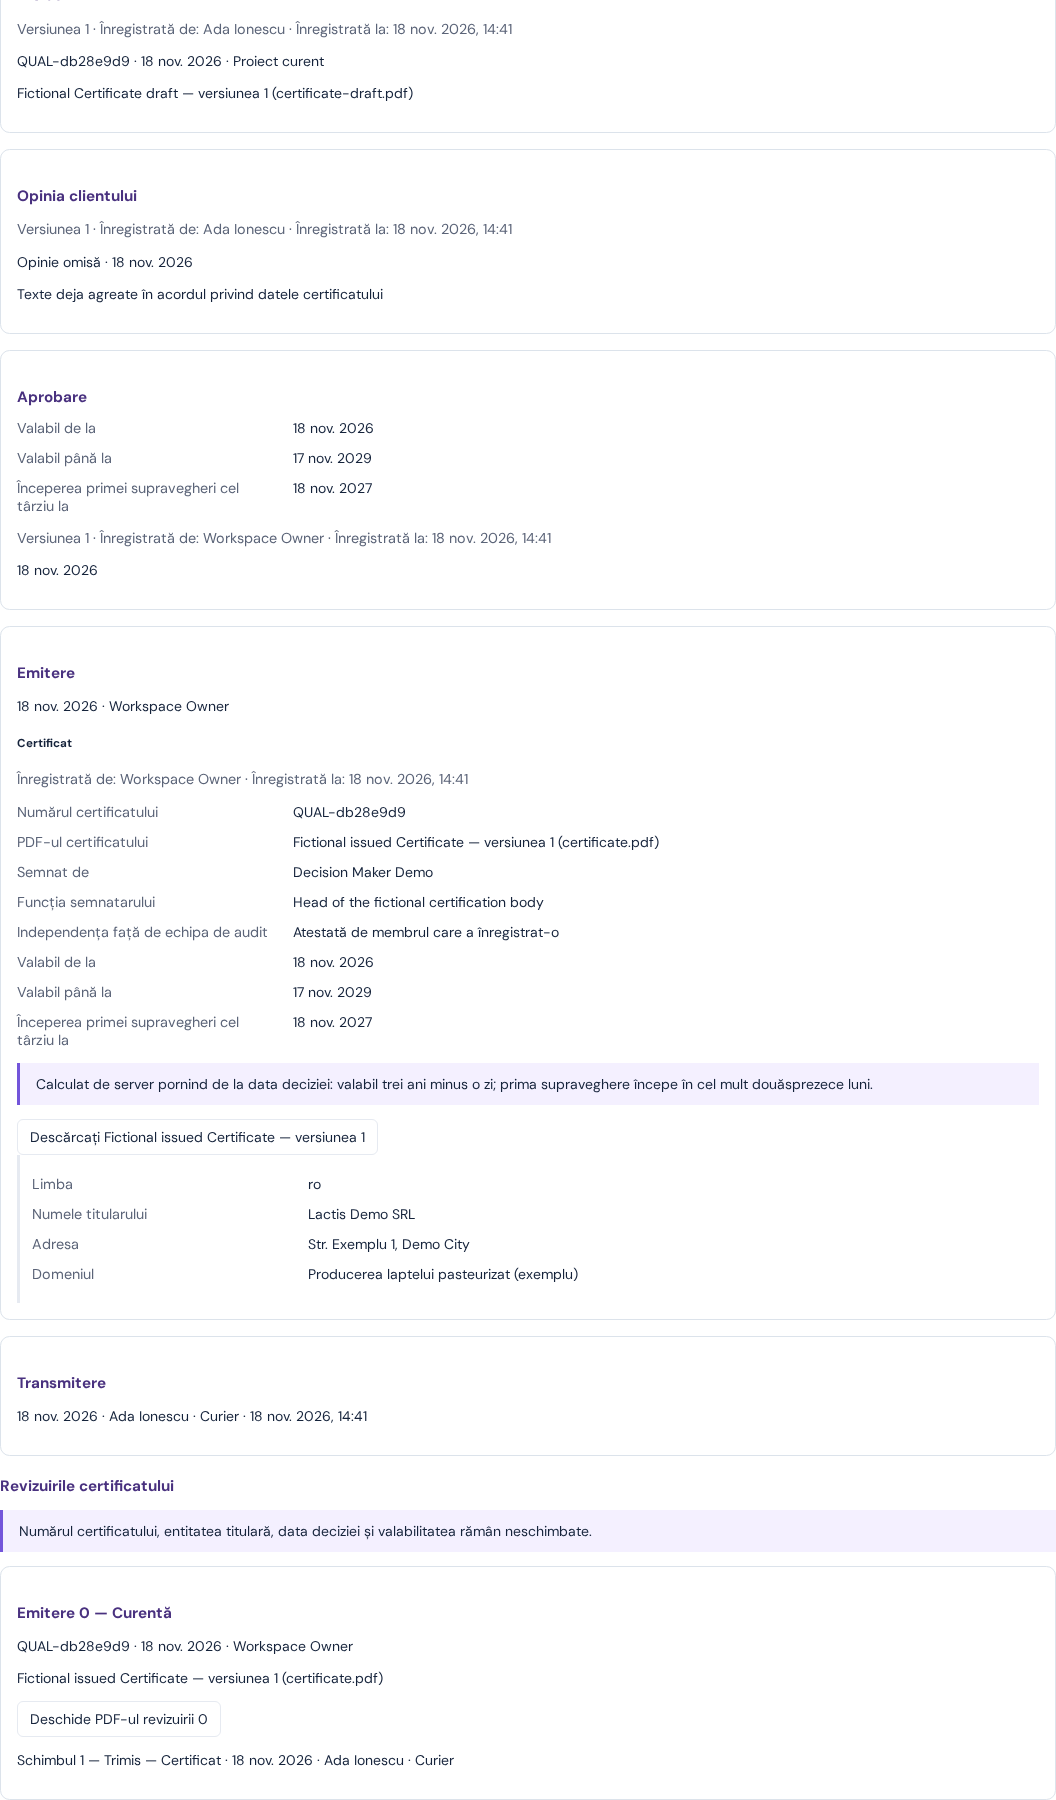 Versiunea 1 · Înregistrată de: Ada Ionescu · Înregistrată la: 18 nov. 2026, 14:41
QUAL-db28e9d9 · 18 nov. 2026 · Proiect curent
Fictional Certificate draft — versiunea 1 (certificate-draft.pdf)
Opinia clientului
Versiunea 1 · Înregistrată de: Ada Ionescu · Înregistrată la: 18 nov. 2026, 14:41
Opinie omisă · 18 nov. 2026
Texte deja agreate în acordul privind datele certificatului
Aprobare
Valabil de la 18 nov. 2026
Valabil până la 17 nov. 2029
Începerea primei supravegheri cel 18 nov. 2027
târziu la
Versiunea 1 · Înregistrată de: Workspace Owner · Înregistrată la: 18 nov. 2026, 14:41
18 nov. 2026
Emitere
18 nov. 2026 · Workspace Owner
Certificat
Înregistrată de: Workspace Owner · Înregistrată la: 18 nov. 2026, 14:41
Numărul certificatului QUAL-db28e9d9
PDF-ul certificatului Fictional issued Certificate — versiunea 1 (certificate.pdf)
Semnat de Decision Maker Demo
Funcția semnatarului Head of the fictional certification body
Independența față de echipa de audit Atestată de membrul care a înregistrat-o
Valabil de la 18 nov. 2026
Valabil până la 17 nov. 2029
Începerea primei supravegheri cel 18 nov. 2027
târziu la
Calculat de server pornind de la data deciziei: valabil trei ani minus o zi; prima supraveghere începe în cel mult douăsprezece luni.
Descărcați Fictional issued Certificate — versiunea 1
Limba ro
Numele titularului Lactis Demo SRL
Adresa Str. Exemplu 1, Demo City
Domeniul Producerea laptelui pasteurizat (exemplu)
Transmitere
18 nov. 2026 · Ada Ionescu · Curier · 18 nov. 2026, 14:41
Revizuirile certificatului
Numărul certificatului, entitatea titulară, data deciziei și valabilitatea rămân neschimbate.
Emitere 0 — Curentă
QUAL-db28e9d9 · 18 nov. 2026 · Workspace Owner
Fictional issued Certificate — versiunea 1 (certificate.pdf)
Deschide PDF-ul revizuirii 0
Schimbul 1 — Trimis — Certificat · 18 nov. 2026 · Ada Ionescu · Curier